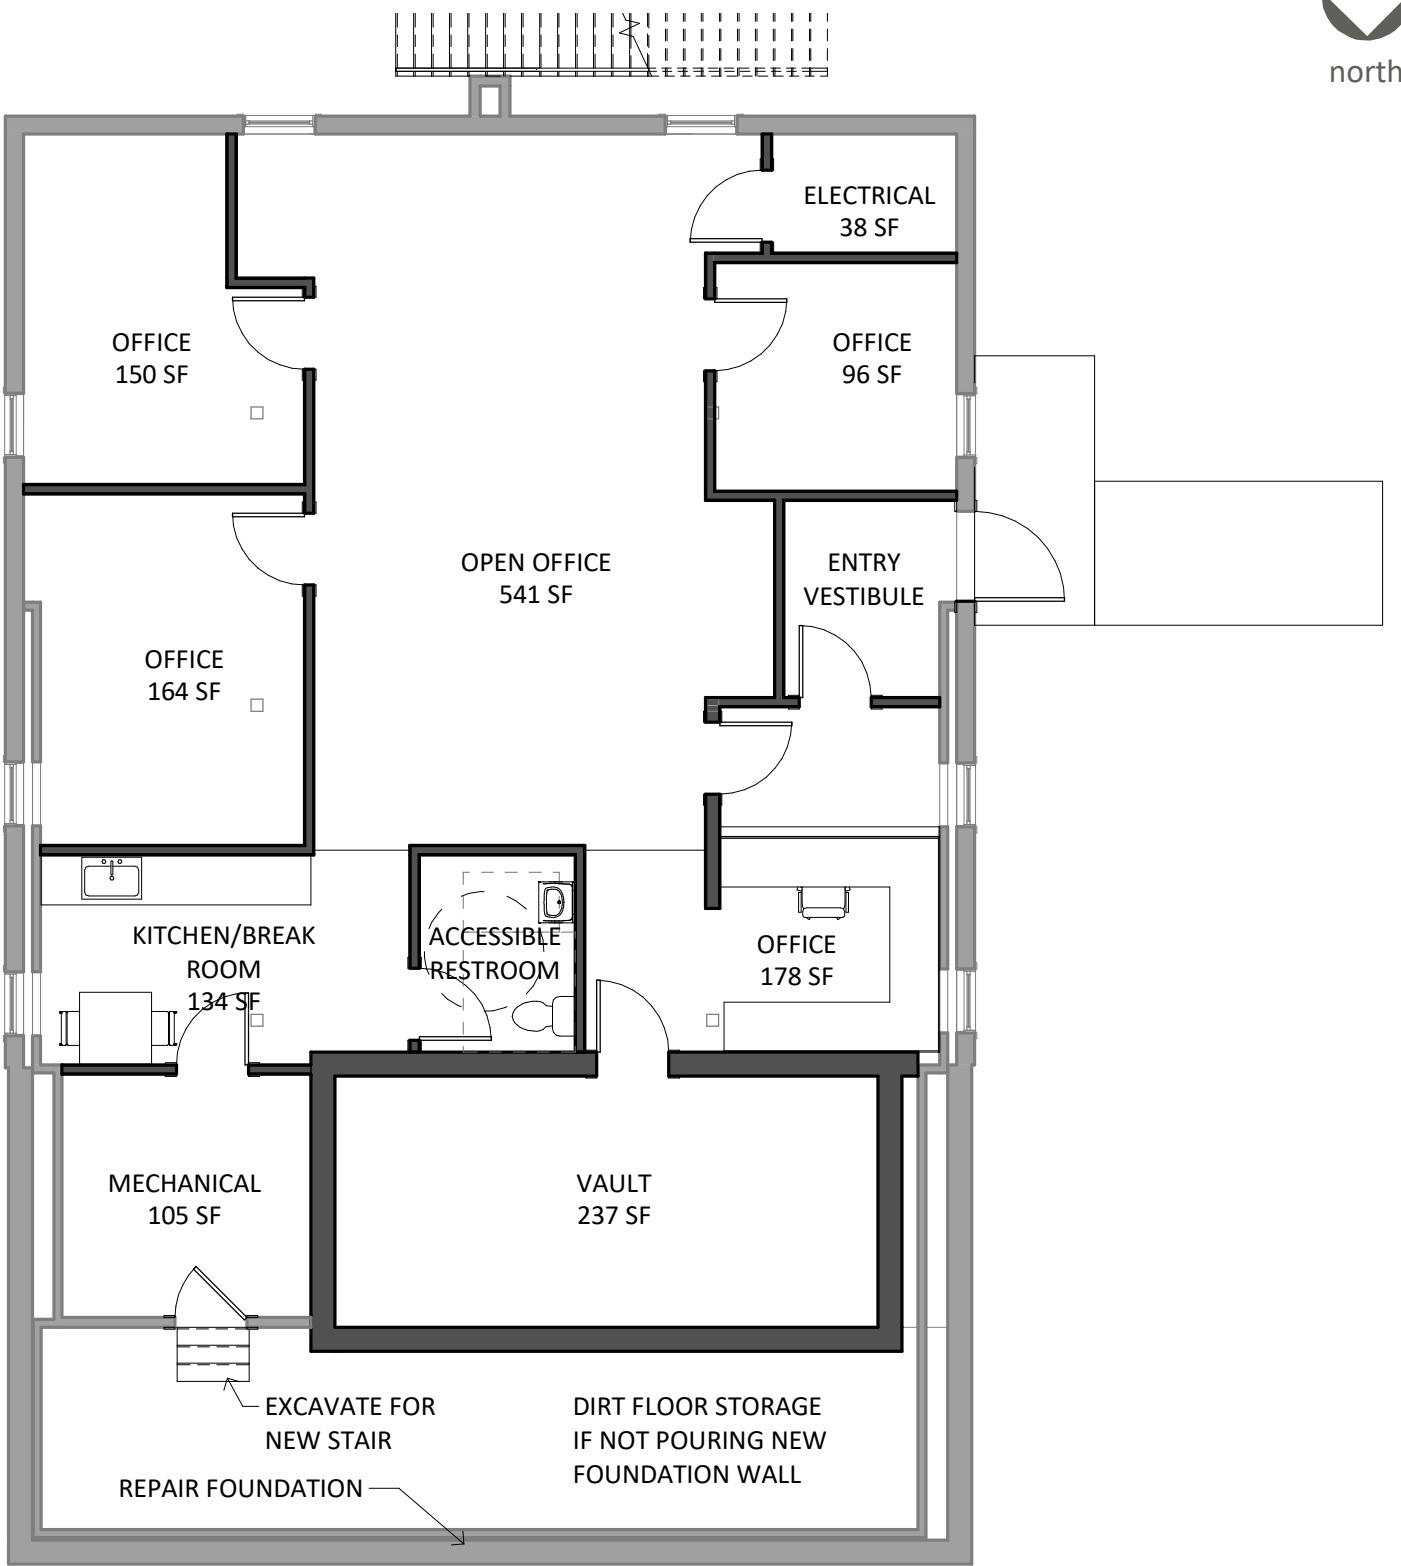 north
ELECTRICAL
38 SF
OFFICE
150 SF
OFFICE
96 SF
OPEN OFFICE
541 SF
ENTRY
VESTIBULE
OFFICE
164 SF
KITCHEN/BREAK
ROOM
134 SF
ACCESSIBLE
RESTROOM
OFFICE
178 SF
MECHANICAL
105 SF
VAULT
237 SF
EXCAVATE FOR
NEW STAIR
DIRT FLOOR STORAGE
IF NOT POURING NEW
FOUNDATION WALL
REPAIR FOUNDATION